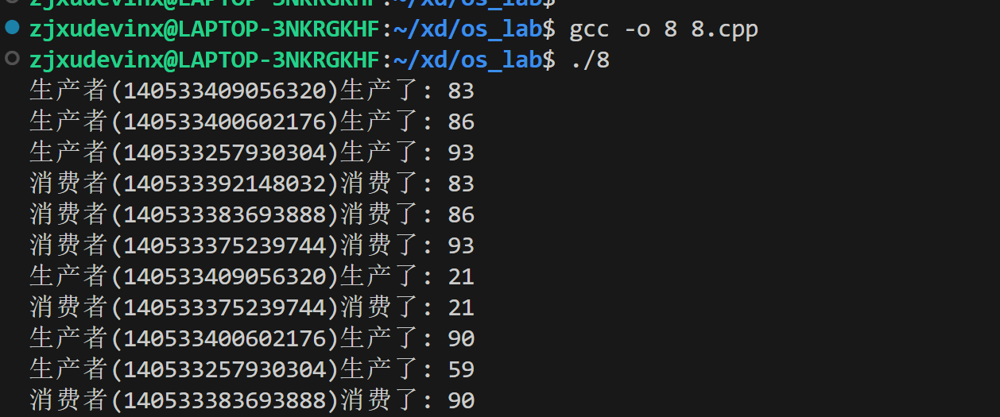 zjxudevinx@LAPTOP-3NKRGKHF:~/xd/os_lab$
zjxudevinx@LAPTOP-3NKRGKHF:~/xd/os_lab$ gcc -o 8 8.cpp
zjxudevinx@LAPTOP-3NKRGKHF:~/xd/os_lab$ ./8
生产者(140533409056320)生产了: 83
生产者(140533400602176)生产了: 86
生产者(140533257930304)生产了: 93
消费者(140533392148032)消费了: 83
消费者(140533383693888)消费了: 86
消费者(140533375239744)消费了: 93
生产者(140533409056320)生产了: 21
消费者(140533375239744)消费了: 21
生产者(140533400602176)生产了: 90
生产者(140533257930304)生产了: 59
消费者(140533383693888)消费了: 90